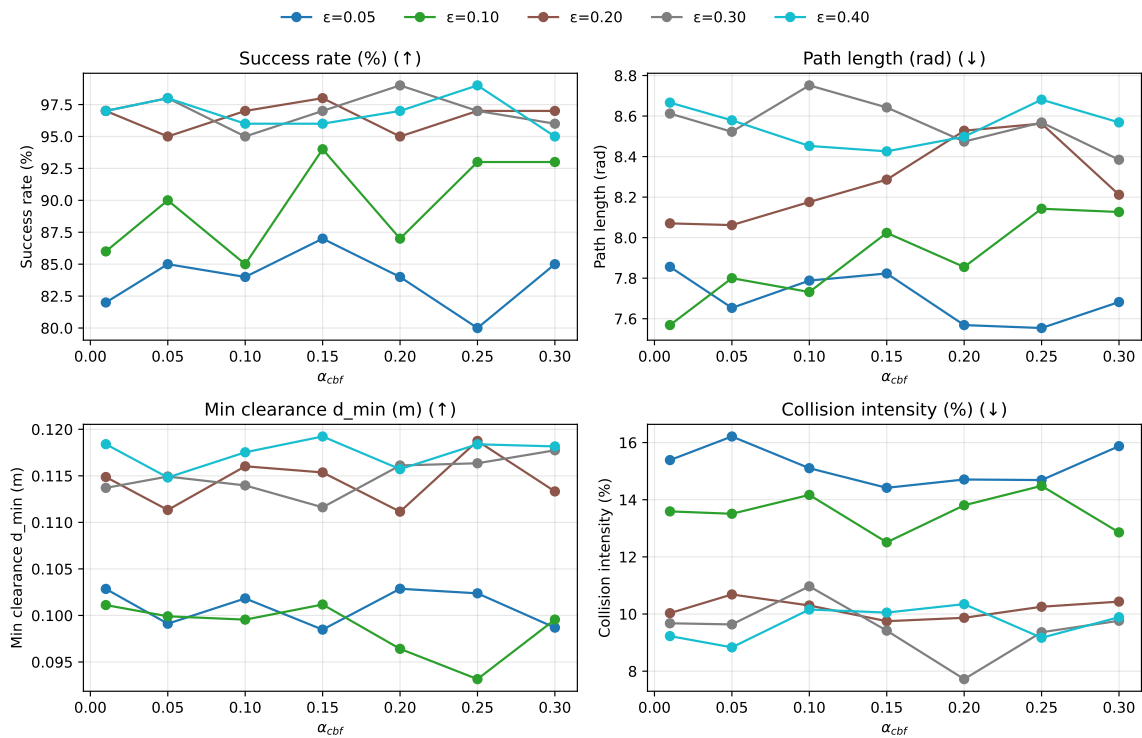 ε=0.05 ε=0.10 ε=0.20 ε=0.30 ε=0.40
Success rate (%) (↑)
Success rate (%)
97.5
95.0
92.5
90.0
87.5
85.0
82.5
80.0
0.00 0.05 0.10 0.15 0.20 0.25 0.30
α_cbf
Path length (rad) (↓)
Path length (rad)
8.8
8.6
8.4
8.2
8.0
7.8
7.6
0.00 0.05 0.10 0.15 0.20 0.25 0.30
α_cbf
Min clearance d_min (m) (↑)
Min clearance d_min (m)
0.120
0.115
0.110
0.105
0.100
0.095
0.00 0.05 0.10 0.15 0.20 0.25 0.30
α_cbf
Collision intensity (%) (↓)
Collision intensity (%)
16
14
12
10
8
0.00 0.05 0.10 0.15 0.20 0.25 0.30
α_cbf